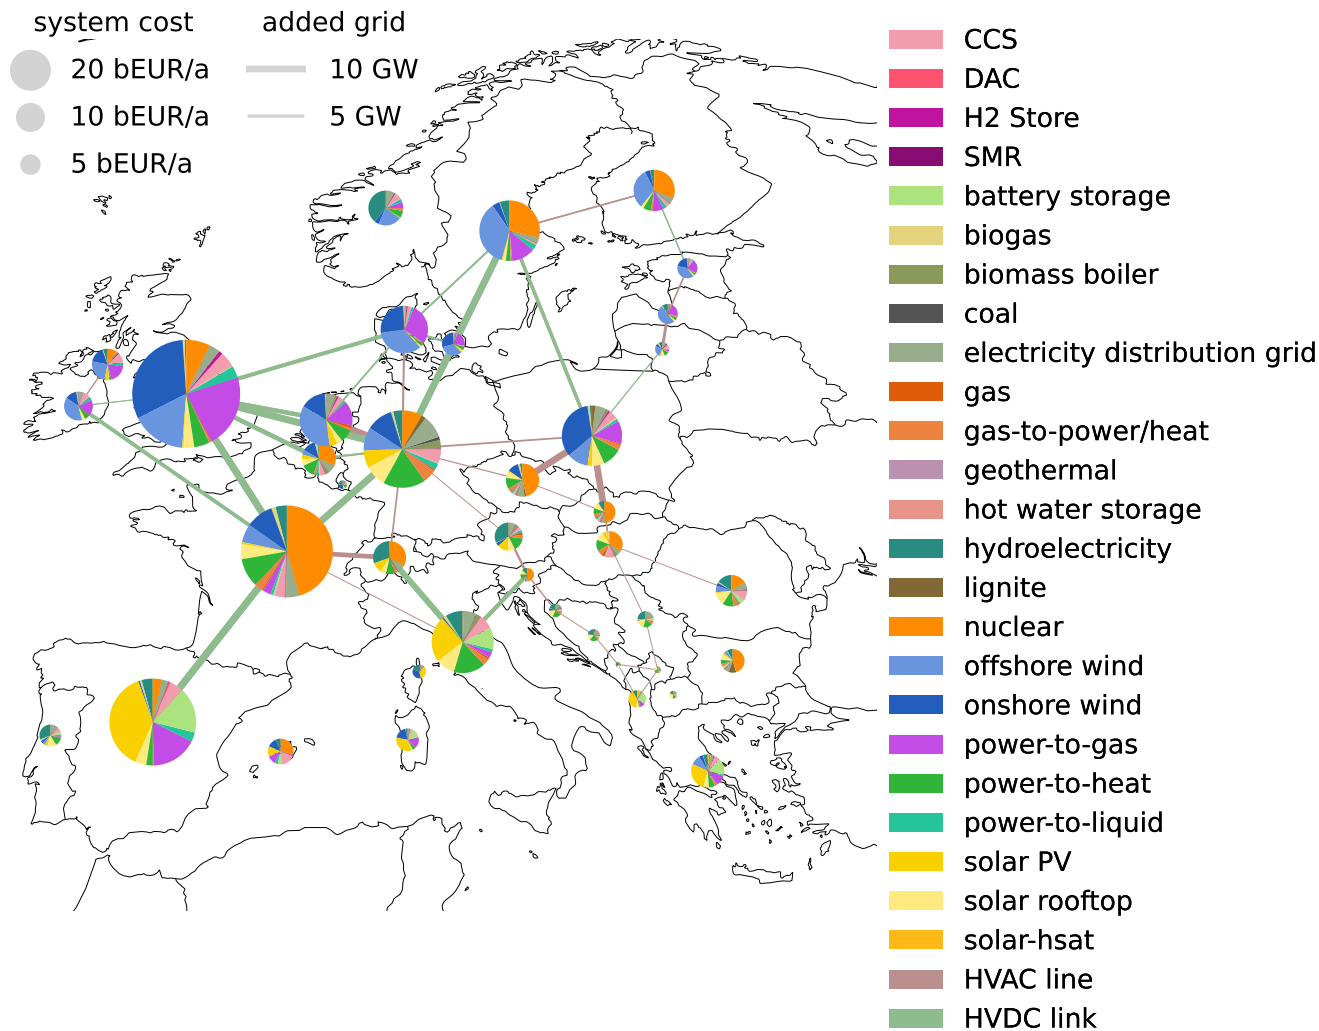 system cost
20 bEUR/a
10 bEUR/a
5 bEUR/a
added grid
10 GW
5 GW
CCS
DAC
H2 Store
SMR
battery storage
biogas
biomass boiler
coal
electricity distribution grid
gas
gas-to-power/heat
geothermal
hot water storage
hydroelectricity
lignite
nuclear
offshore wind
onshore wind
power-to-gas
power-to-heat
power-to-liquid
solar PV
solar rooftop
solar-hsat
HVAC line
HVDC link